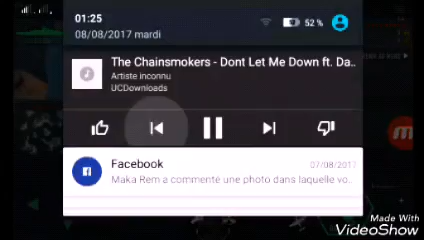 01:25
52 %
08/08/2017 mardi
The Chainsmokers - Dont Let Me Down ft. Da..
Artiste inconnu
UCDownloads
Facebook
07/08/2017
Maka Rem a commenté une photo dans laquelle vo..
Made With
VideoShow